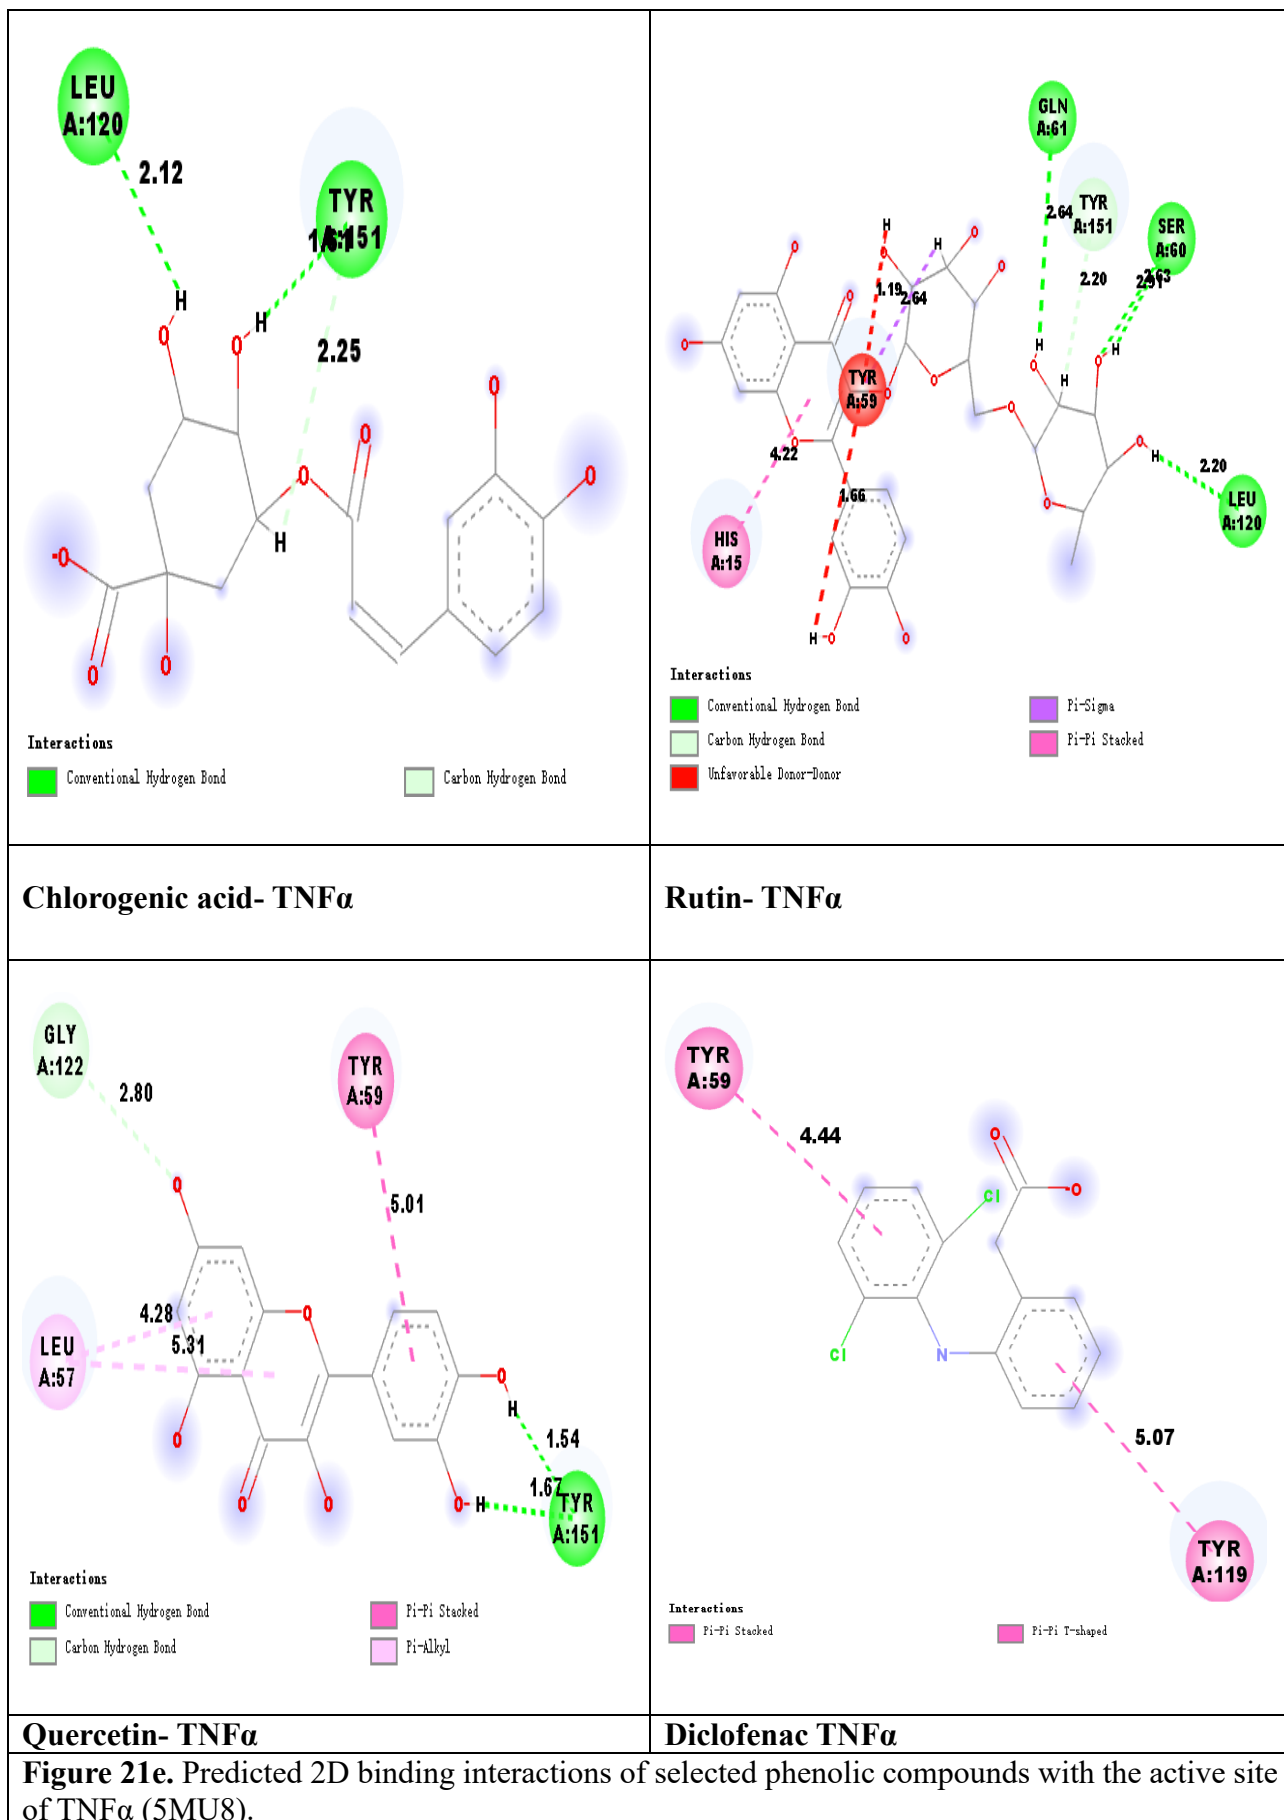 LEU
A:120
2.12
TYR
A:151
2.25
H
H
O
O
O
O
O
O
H
-O
O
O
Interactions
Conventional Hydrogen Bond
Carbon Hydrogen Bond
GLN
A:61
TYR
A:151
SER
A:60
2.64
2.63
2.91
2.20
H
H
O
O
O
O
O
1.19
2.64
TYR
A:59
O
O
O
O
H
H
O
O
H
O
O
H
2.20
LEU
A:120
O
O
4.22
1.66
HIS
A:15
H
-O
O
Interactions
Conventional Hydrogen Bond
Pi-Sigma
Carbon Hydrogen Bond
Pi-Pi Stacked
Unfavorable Donor-Donor
Chlorogenic acid- TNFα
Rutin- TNFα
GLY
A:122
2.80
TYR
A:59
5.01
O
O
4.28
5.31
LEU
A:57
O
H
1.54
1.67
TYR
A:151
O
O
O
O-H
Interactions
Conventional Hydrogen Bond
Pi-Pi Stacked
Carbon Hydrogen Bond
Pi-Alkyl
TYR
A:59
4.44
O
Cl
-O
Cl
N
5.07
TYR
A:119
Interactions
Pi-Pi Stacked
Pi-Pi T-shaped
Quercetin- TNFα
Diclofenac TNFα
Figure 21e. Predicted 2D binding interactions of selected phenolic compounds with the active site
of TNFα (5MU8).